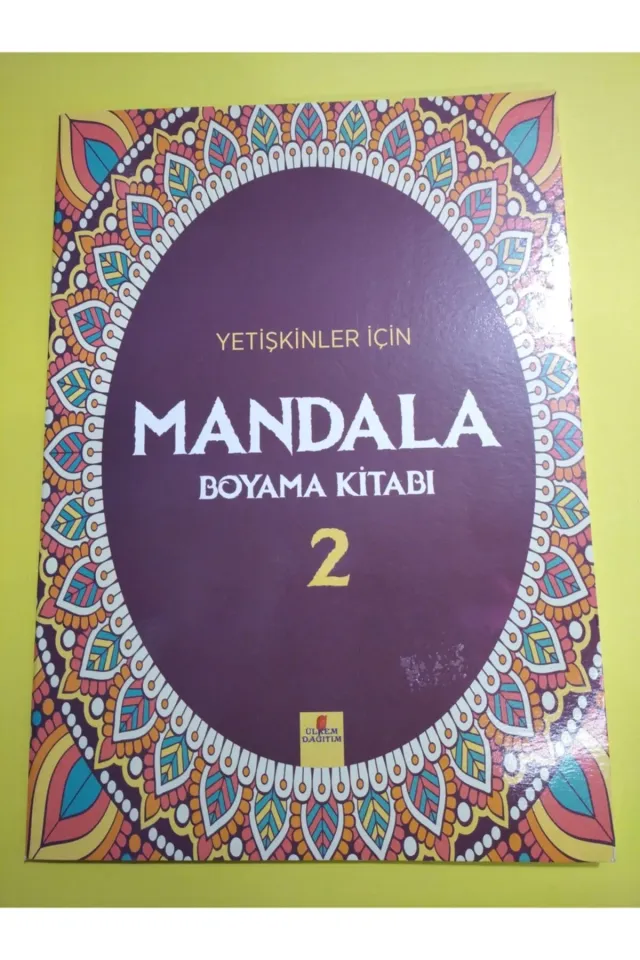 YETİŞKİNLER İÇİN
MANDALA
BOYAMA KİTABI
2
ÜLKEM
DAĞITIM